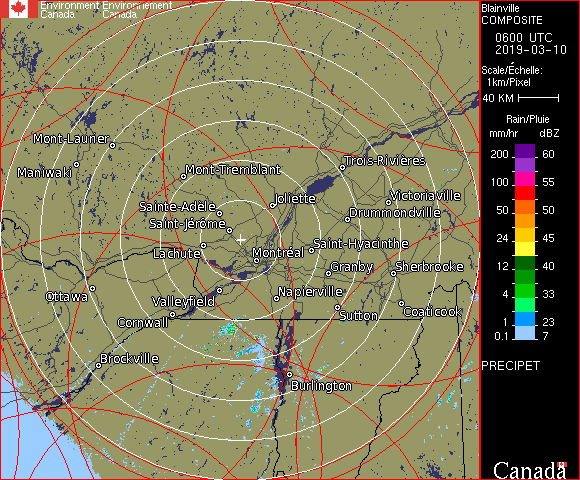 Environment Environnement
Canada Canada
Blainville
COMPOSITE
0600 UTC
2019-03-10
Scale/Échelle:
1km/Pixel
40 KM
Rain/Pluie
mm/hr dBZ
200 60
100 55
50 50
24 45
12 40
4 33
1 23
0.1 7
PRECIPET
Canada
Mont-Laurier
Maniwaki
Mont-Tremblant
Trois-Rivières
Joliette
Victoriaville
Sainte-Adèle
Drummondville
Saint-Jérôme
Lachute
Montréal
Saint-Hyacinthe
Granby
Sherbrooke
Ottawa
Valleyfield
Napierville
Cornwall
Sutton
Coaticook
Brockville
Burlington